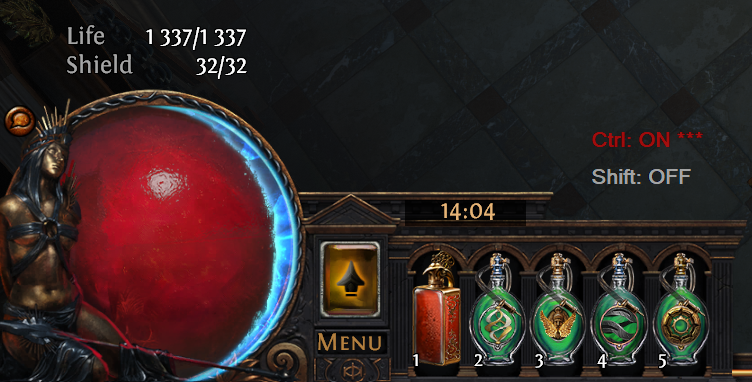 Life 1 337/1 337
Shield 32/32
Ctrl: ON ***
Shift: OFF
14:04
MENU
1 2 3 4 5